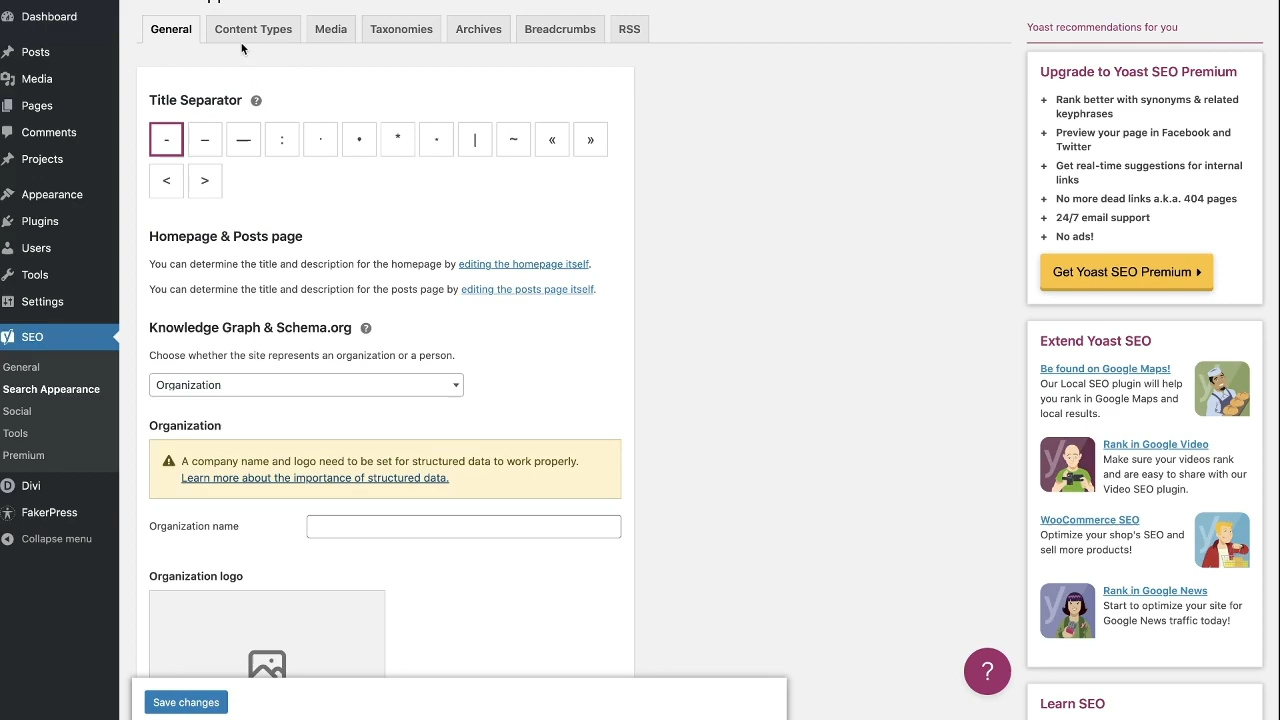 Dashboard
Posts
Media
Pages
Comments
Projects
Appearance
Plugins
Users
Tools
Settings
SEO
General
Search Appearance
Social
Tools
Premium
Divi
FakerPress
Collapse menu
General
Content Types
Media
Taxonomies
Archives
Breadcrumbs
RSS
Title Separator ?
- – — : · • * ⋆ | ~ « »
< >
Homepage & Posts page
You can determine the title and description for the homepage by editing the homepage itself.
You can determine the title and description for the posts page by editing the posts page itself.
Knowledge Graph & Schema.org ?
Choose whether the site represents an organization or a person.
Organization
Organization
A company name and logo need to be set for structured data to work properly.
Learn more about the importance of structured data.
Organization name
Organization logo
Save changes
Yoast recommendations for you
Upgrade to Yoast SEO Premium
+ Rank better with synonyms & related
keyphrases
+ Preview your page in Facebook and
Twitter
+ Get real-time suggestions for internal
links
+ No more dead links a.k.a. 404 pages
+ 24/7 email support
+ No ads!
Get Yoast SEO Premium
Extend Yoast SEO
Be found on Google Maps!
Our Local SEO plugin will help
you rank in Google Maps and
local results.
Rank in Google Video
Make sure your videos rank
and are easy to share with our
Video SEO plugin.
WooCommerce SEO
Optimize your shop's SEO and
sell more products!
Rank in Google News
Start to optimize your site for
Google News traffic today!
?
Learn SEO